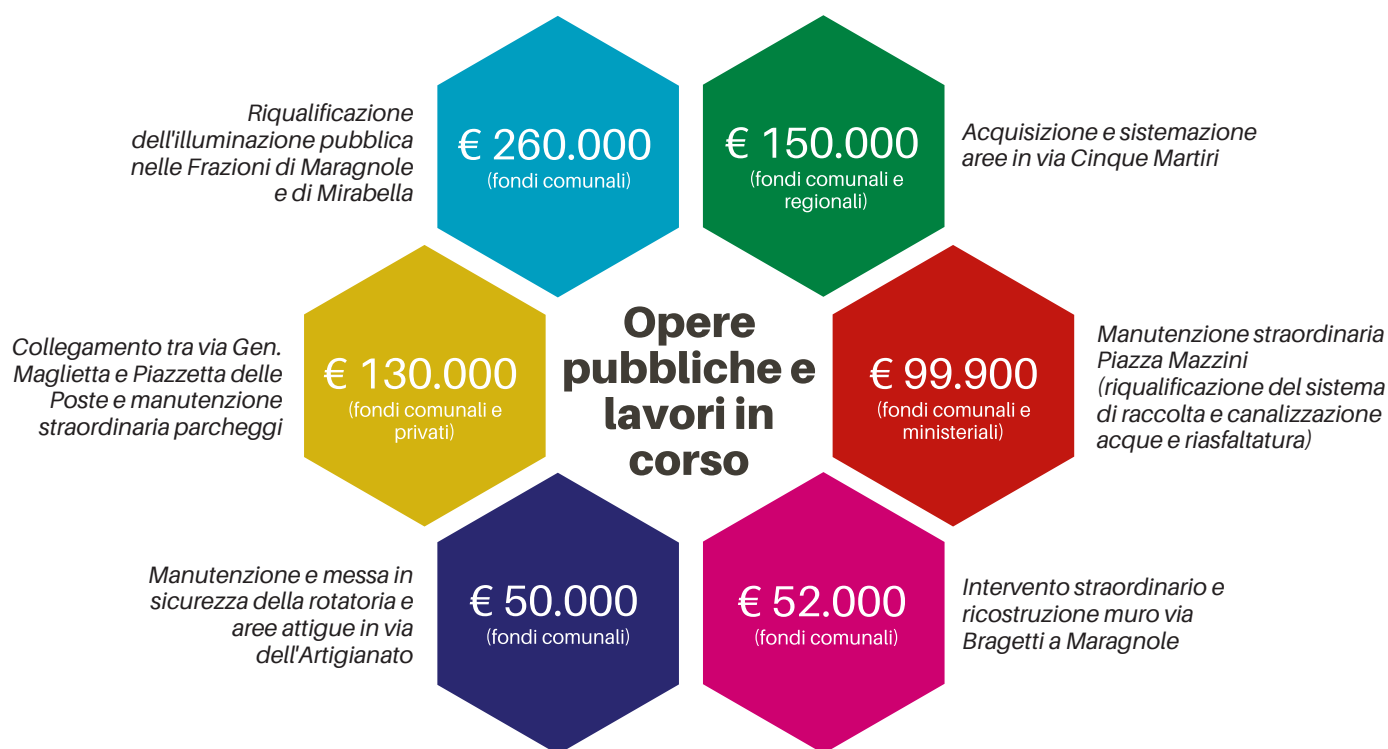 Riqualificazione
dell'illuminazione pubblica
nelle Frazioni di Maragnole
e di Mirabella
€ 260.000
(fondi comunali)
€ 150.000
(fondi comunali e
regionali)
Acquisizione e sistemazione
aree in via Cinque Martiri
Collegamento tra via Gen.
Maglietta e Piazzetta delle
Poste e manutenzione
straordinaria parcheggi
€ 130.000
(fondi comunali e
privati)
Opere
pubbliche e
lavori in
corso
€ 99.900
(fondi comunali e
ministeriali)
Manutenzione straordinaria
Piazza Mazzini
(riqualificazione del sistema
di raccolta e canalizzazione
acque e riasfaltatura)
Manutenzione e messa in
sicurezza della rotatoria e
aree attigue in via
dell'Artigianato
€ 50.000
(fondi comunali)
€ 52.000
(fondi comunali)
Intervento straordinario e
ricostruzione muro via
Bragetti a Maragnole